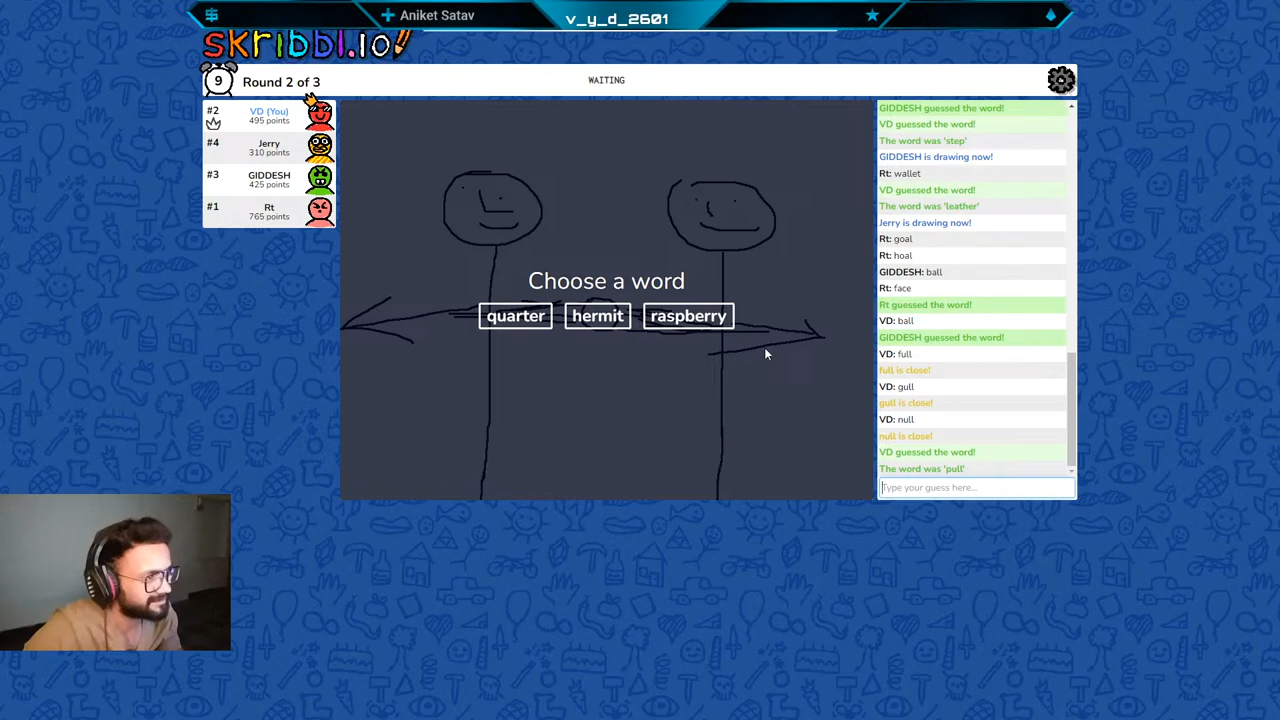 Aniket Satav
v_y_d_2601
skribbl.io
9
Round 2 of 3
WAITING
#2
VD (You)
495 points
#4
Jerry
310 points
#3
GIDDESH
425 points
#1
Rt
765 points
Choose a word
quarter
hermit
raspberry
GIDDESH guessed the word!
VD guessed the word!
The word was 'step'
GIDDESH is drawing now!
Rt: wallet
VD guessed the word!
The word was 'leather'
Jerry is drawing now!
Rt: goal
Rt: hoal
GIDDESH: ball
Rt: face
Rt guessed the word!
VD: ball
GIDDESH guessed the word!
VD: full
full is close!
VD: gull
gull is close!
VD: null
null is close!
VD guessed the word!
The word was 'pull'
Type your guess here...